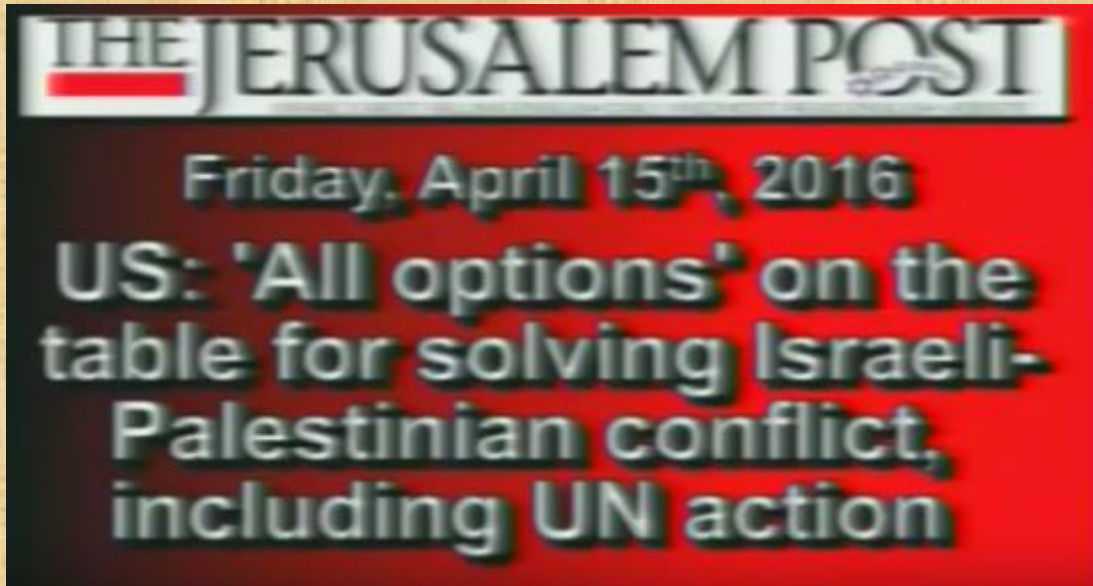 THE JERUSALEM POST
Friday, April 15th, 2016
US: 'All options' on the
table for solving Israeli-
Palestinian conflict,
including UN action